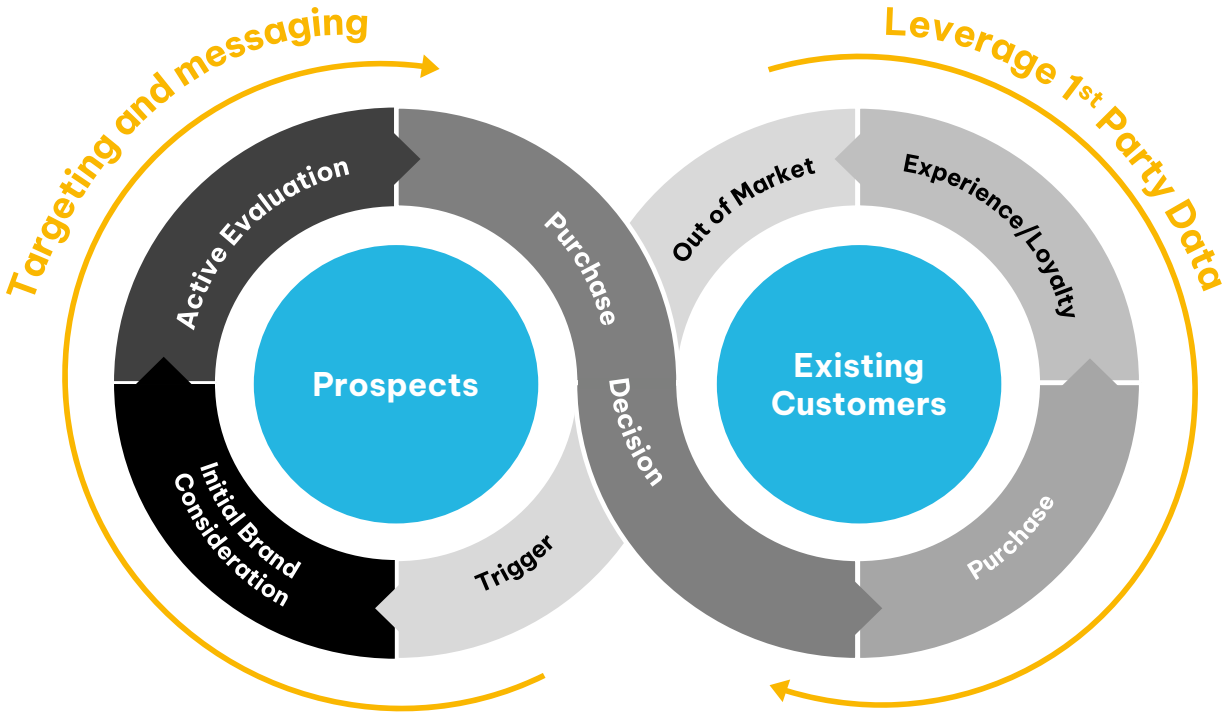 Targeting and messaging
Leverage 1st Party Data
Active Evaluation
Purchase
Decision
Out of Market
Experience/Loyalty
Prospects
Existing
Customers
Initial Brand
Consideration
Trigger
Purchase